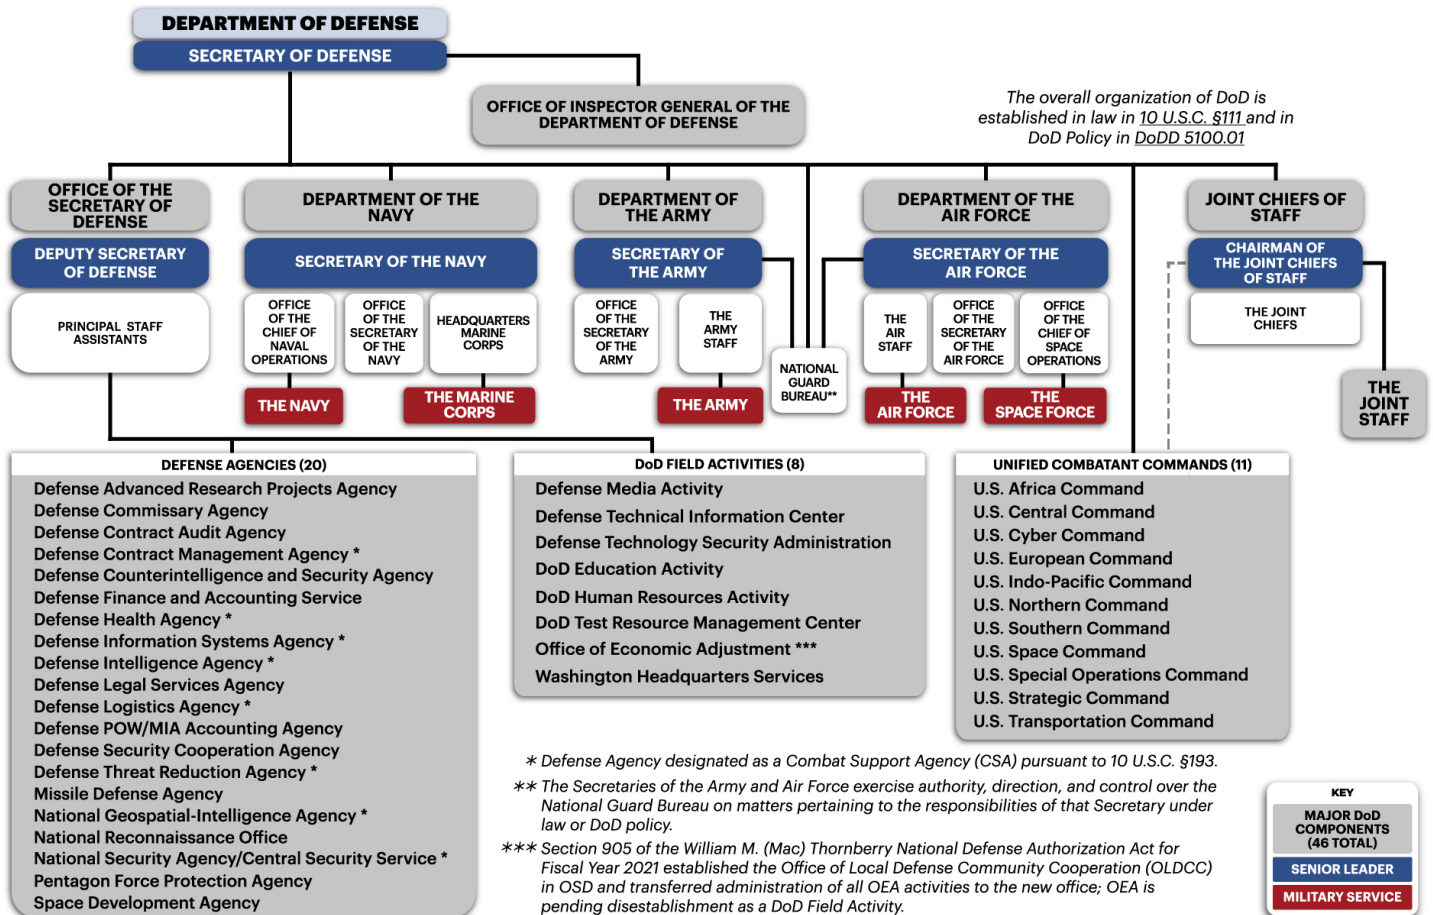 DEPARTMENT OF DEFENSE
SECRETARY OF DEFENSE
OFFICE OF INSPECTOR GENERAL OF THE
DEPARTMENT OF DEFENSE
The overall organization of DoD is
established in law in 10 U.S.C. §111 and in
DoD Policy in DoDD 5100.01
OFFICE OF THE
SECRETARY OF
DEFENSE
DEPUTY SECRETARY
OF DEFENSE
PRINCIPAL STAFF
ASSISTANTS
DEPARTMENT OF THE
NAVY
SECRETARY OF THE NAVY
OFFICE
OF THE
CHIEF OF
NAVAL
OPERATIONS
OFFICE
OF THE
SECRETARY
OF THE
NAVY
HEADQUARTERS
MARINE
CORPS
THE NAVY
THE MARINE
CORPS
DEPARTMENT OF
THE ARMY
SECRETARY OF
THE ARMY
OFFICE
OF THE
SECRETARY
OF THE
ARMY
THE
ARMY
STAFF
THE ARMY
NATIONAL
GUARD
BUREAU**
DEPARTMENT OF THE
AIR FORCE
SECRETARY OF THE
AIR FORCE
THE
AIR
STAFF
OFFICE
OF THE
SECRETARY
OF THE
AIR FORCE
OFFICE
OF THE
CHIEF OF
SPACE
OPERATIONS
THE
AIR FORCE
THE
SPACE FORCE
JOINT CHIEFS OF
STAFF
CHAIRMAN OF
THE JOINT CHIEFS
OF STAFF
THE JOINT
CHIEFS
THE
JOINT
STAFF
DEFENSE AGENCIES (20)
Defense Advanced Research Projects Agency
Defense Commissary Agency
Defense Contract Audit Agency
Defense Contract Management Agency *
Defense Counterintelligence and Security Agency
Defense Finance and Accounting Service
Defense Health Agency *
Defense Information Systems Agency *
Defense Intelligence Agency *
Defense Legal Services Agency
Defense Logistics Agency *
Defense POW/MIA Accounting Agency
Defense Security Cooperation Agency
Defense Threat Reduction Agency *
Missile Defense Agency
National Geospatial-Intelligence Agency *
National Reconnaissance Office
National Security Agency/Central Security Service *
Pentagon Force Protection Agency
Space Development Agency
DoD FIELD ACTIVITIES (8)
Defense Media Activity
Defense Technical Information Center
Defense Technology Security Administration
DoD Education Activity
DoD Human Resources Activity
DoD Test Resource Management Center
Office of Economic Adjustment ***
Washington Headquarters Services
UNIFIED COMBATANT COMMANDS (11)
U.S. Africa Command
U.S. Central Command
U.S. Cyber Command
U.S. European Command
U.S. Indo-Pacific Command
U.S. Northern Command
U.S. Southern Command
U.S. Space Command
U.S. Special Operations Command
U.S. Strategic Command
U.S. Transportation Command
* Defense Agency designated as a Combat Support Agency (CSA) pursuant to 10 U.S.C. §193.
** The Secretaries of the Army and Air Force exercise authority, direction, and control over the
National Guard Bureau on matters pertaining to the responsibilities of that Secretary under
law or DoD policy.
*** Section 905 of the William M. (Mac) Thornberry National Defense Authorization Act for
Fiscal Year 2021 established the Office of Local Defense Community Cooperation (OLDCC)
in OSD and transferred administration of all OEA activities to the new office; OEA is
pending disestablishment as a DoD Field Activity.
KEY
MAJOR DoD
COMPONENTS
(46 TOTAL)
SENIOR LEADER
MILITARY SERVICE